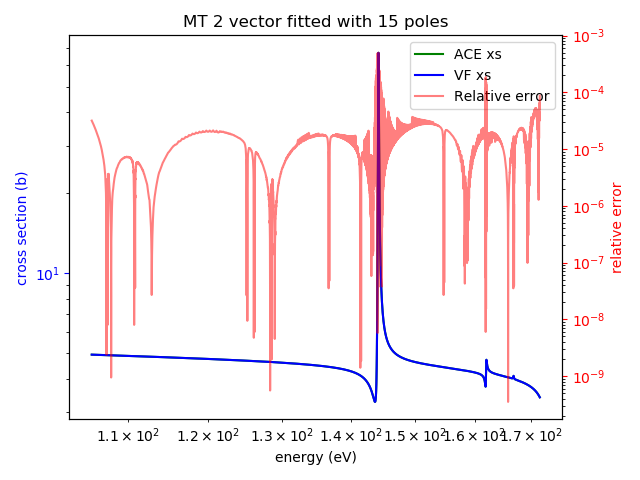 MT 2 vector fitted with 15 poles
ACE xs
VF xs
Relative error
cross section (b)
10¹
10⁻³
10⁻⁴
10⁻⁵
10⁻⁶
10⁻⁷
10⁻⁸
10⁻⁹
relative error
1.1 × 10² 1.2 × 10² 1.3 × 10² 1.4 × 10² 1.5 × 10² 1.6 × 10² 1.7 × 10²
energy (eV)